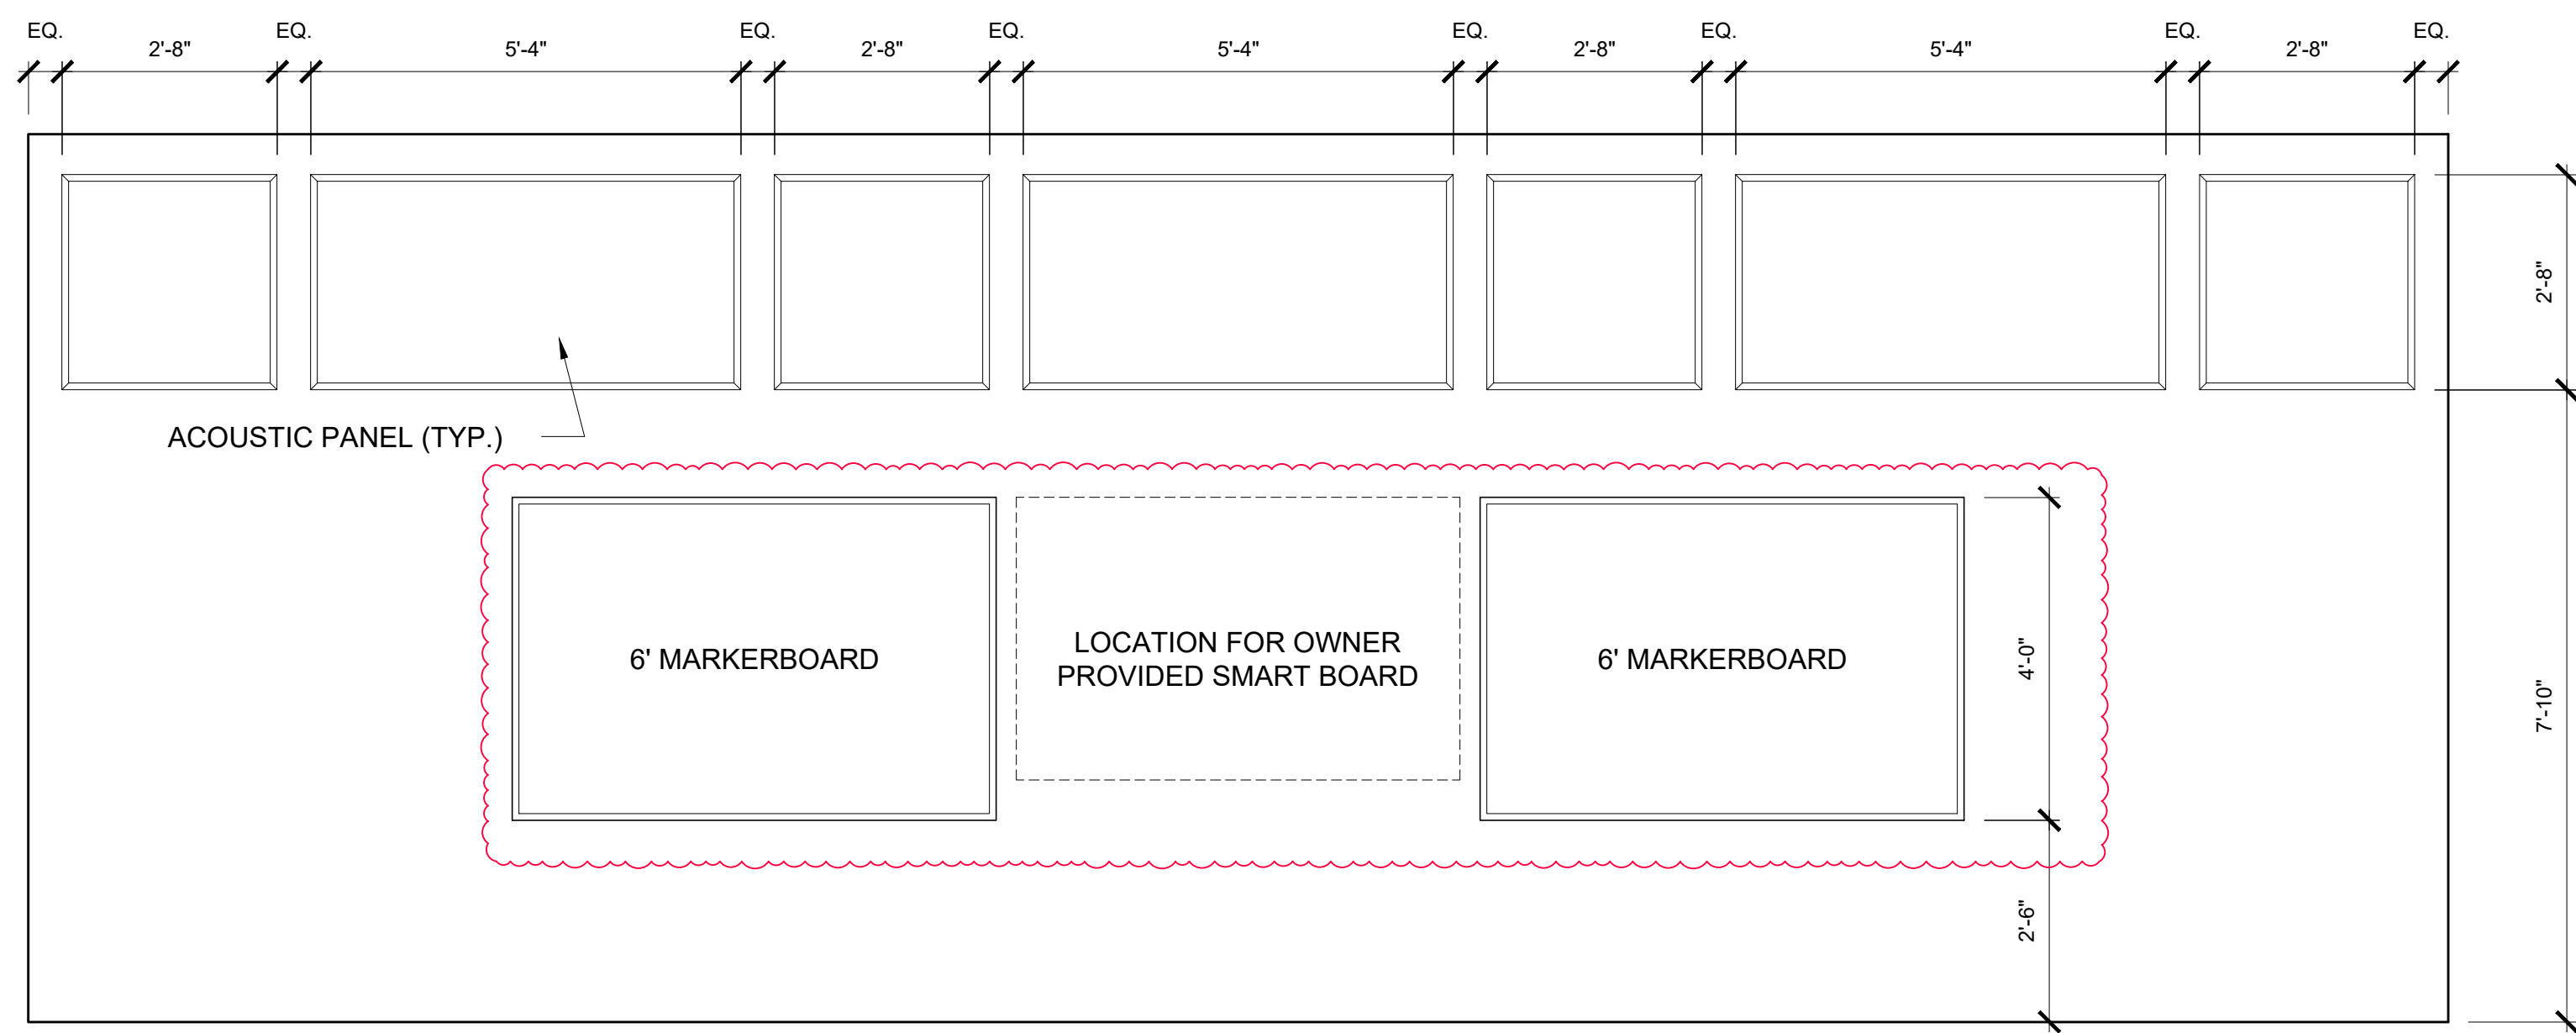 EQ. EQ. EQ. EQ. EQ. EQ. EQ. EQ.
2'-8" 5'-4" 2'-8" 5'-4" 2'-8" 5'-4" 2'-8"
2'-8"
ACOUSTIC PANEL (TYP.)
LOCATION FOR OWNER
PROVIDED SMART BOARD
6' MARKERBOARD
6' MARKERBOARD
4'-0"
7'-10"
2'-6"